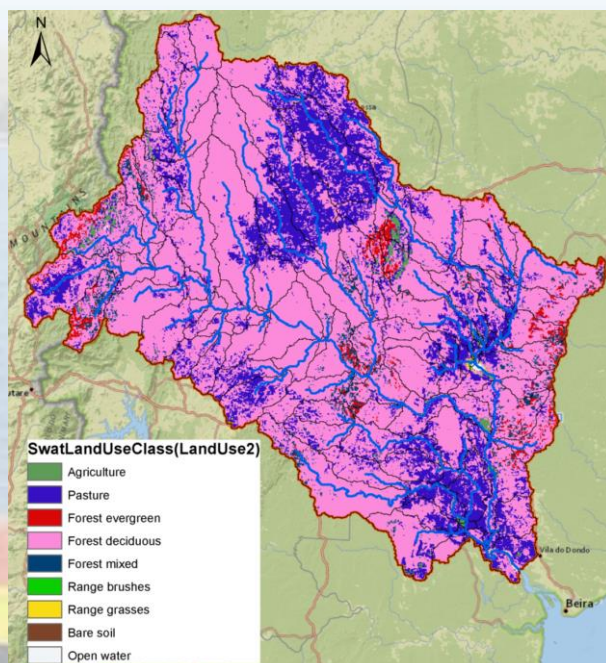 N
MOUNTAINS
SwatLandUseClass(LandUse2)
Agriculture
Pasture
Forest evergreen
Forest deciduous
Forest mixed
Range brushes
Range grasses
Bare soil
Open water
Vila do Dondo
Beira